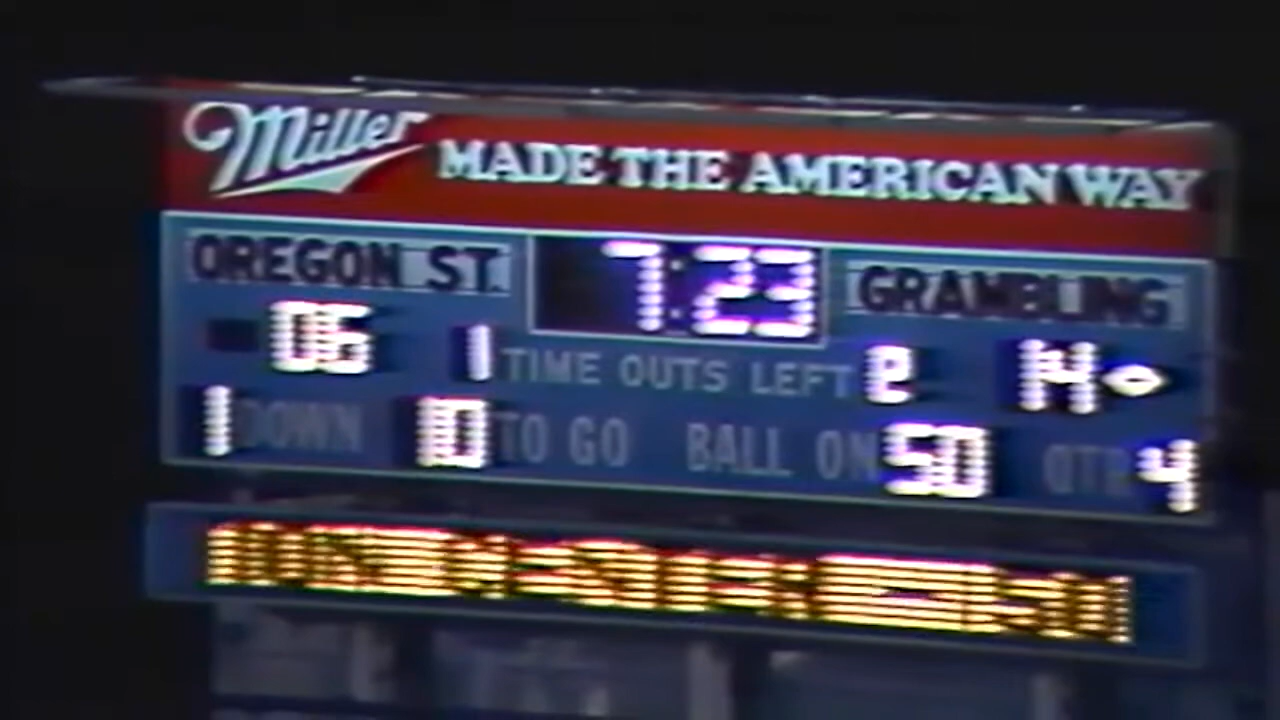 Miller MADE THE AMERICAN WAY
OREGON ST. 7:23 GRAMBLING
06 1 TIME OUTS LEFT 2 14
1 DOWN 10 TO GO BALL ON 50 QTR 4